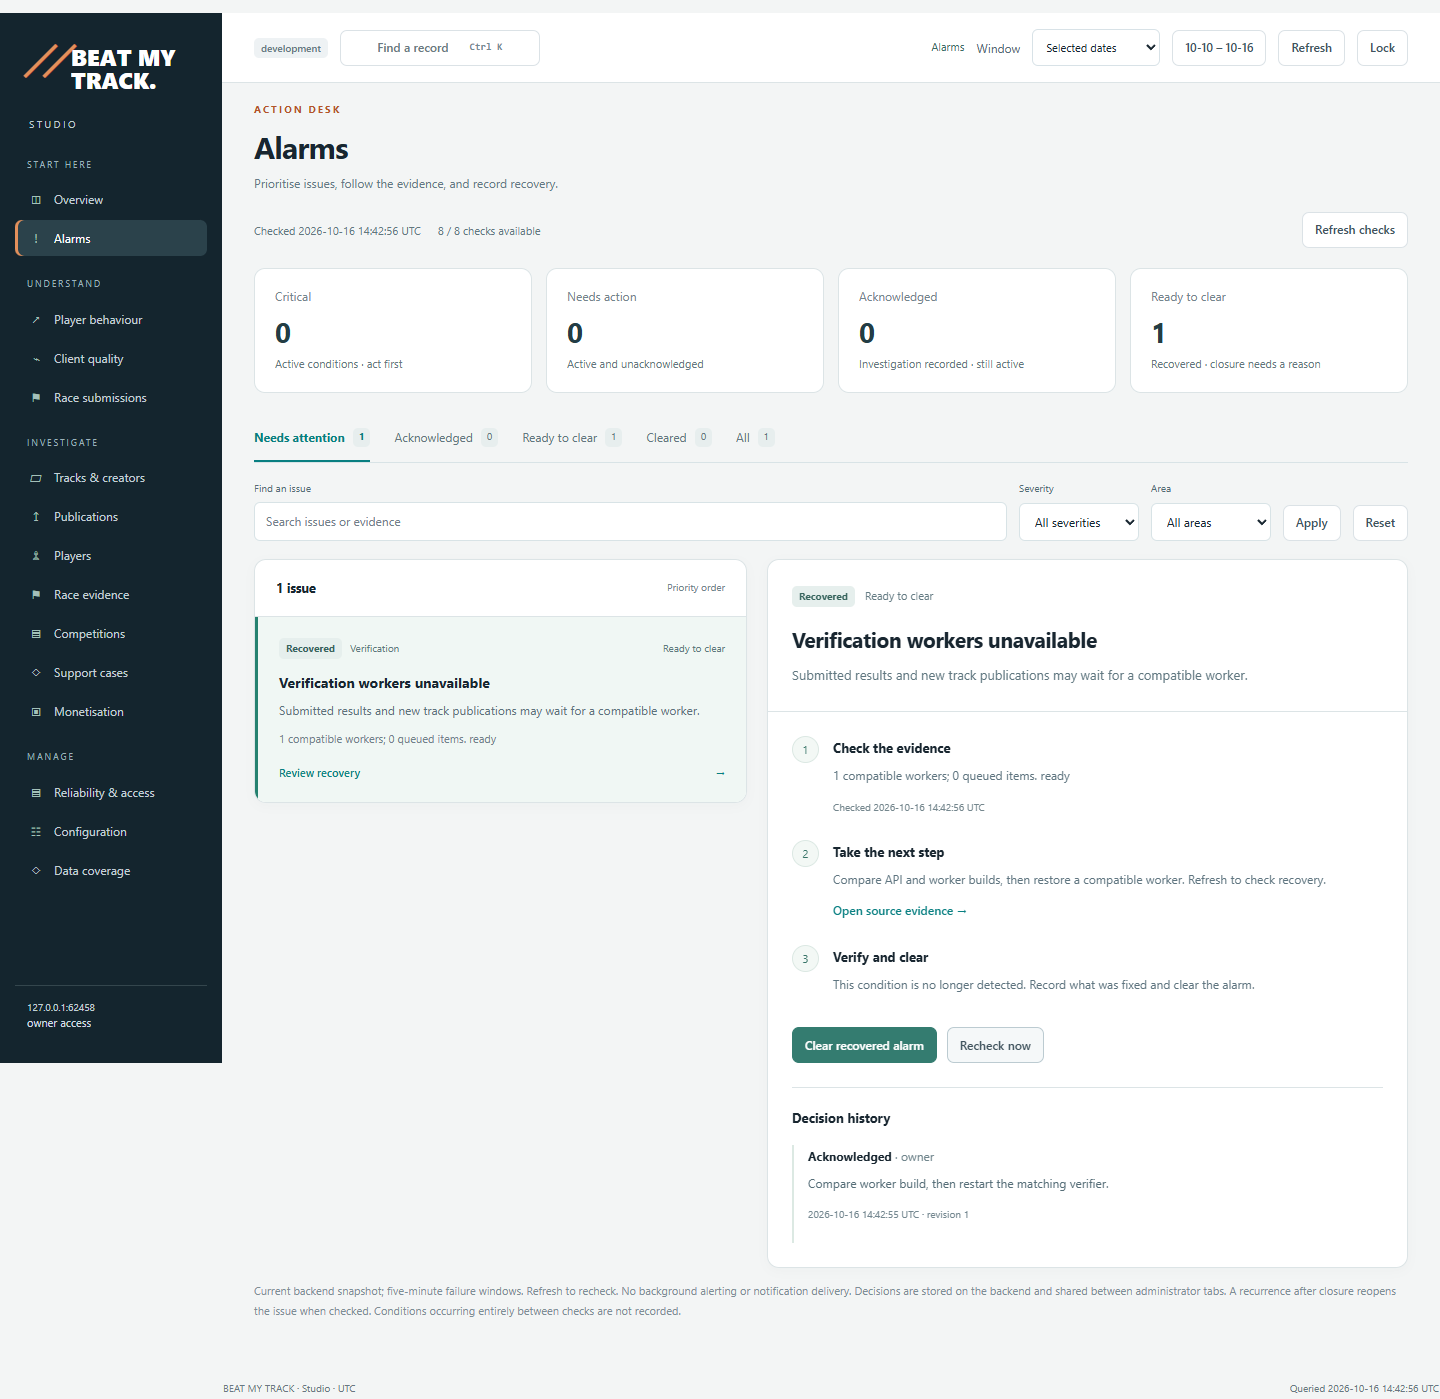 BEAT MY
TRACK.
STUDIO
START HERE
Overview
! Alarms
UNDERSTAND
Player behaviour
Client quality
Race submissions
INVESTIGATE
Tracks & creators
Publications
Players
Race evidence
Competitions
Support cases
Monetisation
MANAGE
Reliability & access
Configuration
Data coverage
127.0.0.1:62458
owner access
development
Find a record Ctrl K
Alarms Window Selected dates 10-10 – 10-16 Refresh Lock
ACTION DESK
Alarms
Prioritise issues, follow the evidence, and record recovery.
Checked 2026-10-16 14:42:56 UTC 8 / 8 checks available
Refresh checks
Critical
0
Active conditions · act first
Needs action
0
Active and unacknowledged
Acknowledged
0
Investigation recorded · still active
Ready to clear
1
Recovered · closure needs a reason
Needs attention 1 Acknowledged 0 Ready to clear 1 Cleared 0 All 1
Find an issue
Search issues or evidence
Severity
All severities
Area
All areas
Apply
Reset
1 issue
Priority order
Recovered Verification Ready to clear
Verification workers unavailable
Submitted results and new track publications may wait for a compatible worker.
1 compatible workers; 0 queued items. ready
Review recovery →
Recovered Ready to clear
Verification workers unavailable
Submitted results and new track publications may wait for a compatible worker.
1 Check the evidence
1 compatible workers; 0 queued items. ready
Checked 2026-10-16 14:42:56 UTC
2 Take the next step
Compare API and worker builds, then restore a compatible worker. Refresh to check recovery.
Open source evidence →
3 Verify and clear
This condition is no longer detected. Record what was fixed and clear the alarm.
Clear recovered alarm
Recheck now
Decision history
Acknowledged · owner
Compare worker build, then restart the matching verifier.
2026-10-16 14:42:55 UTC · revision 1
Current backend snapshot; five-minute failure windows. Refresh to recheck. No background alerting or notification delivery. Decisions are stored on the backend and shared between administrator tabs. A recurrence after closure reopens
the issue when checked. Conditions occurring entirely between checks are not recorded.
BEAT MY TRACK · Studio · UTC
Queried 2026-10-16 14:42:56 UTC